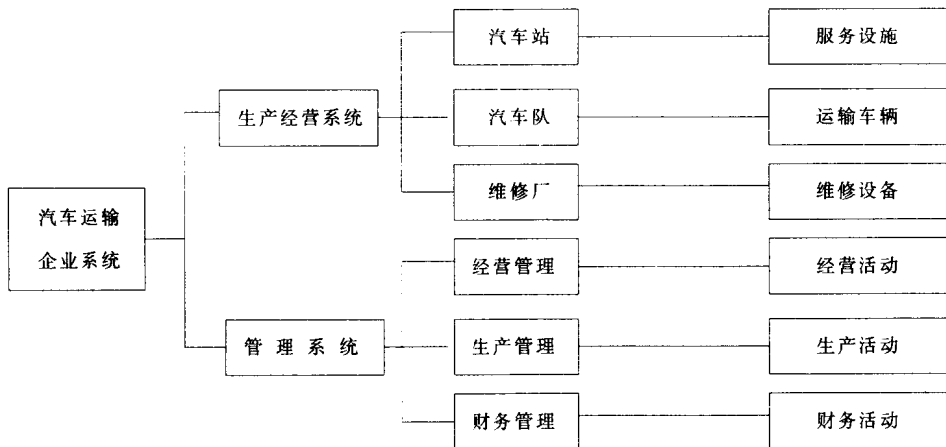 汽车站
服务设施
生产经营系统
汽车队
运输车辆
维修厂
维修设备
汽车运输
企业系统
经营管理
经营活动
管理系统
生产管理
生产活动
财务管理
财务活动